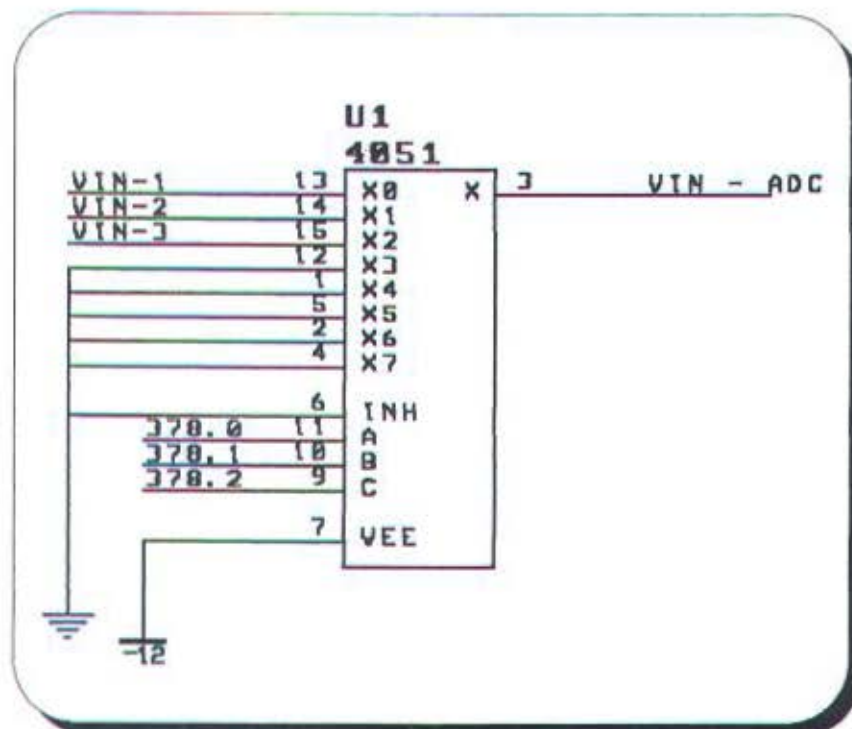 U1
4051
VIN-1 13 X0 X 3 VIN - ADC
VIN-2 14 X1
VIN-3 15 X2
12 X3
1 X4
5 X5
2 X6
4 X7
6 INH
378.0 11 A
378.1 10 B
378.2 9 C
7 VEE
-12